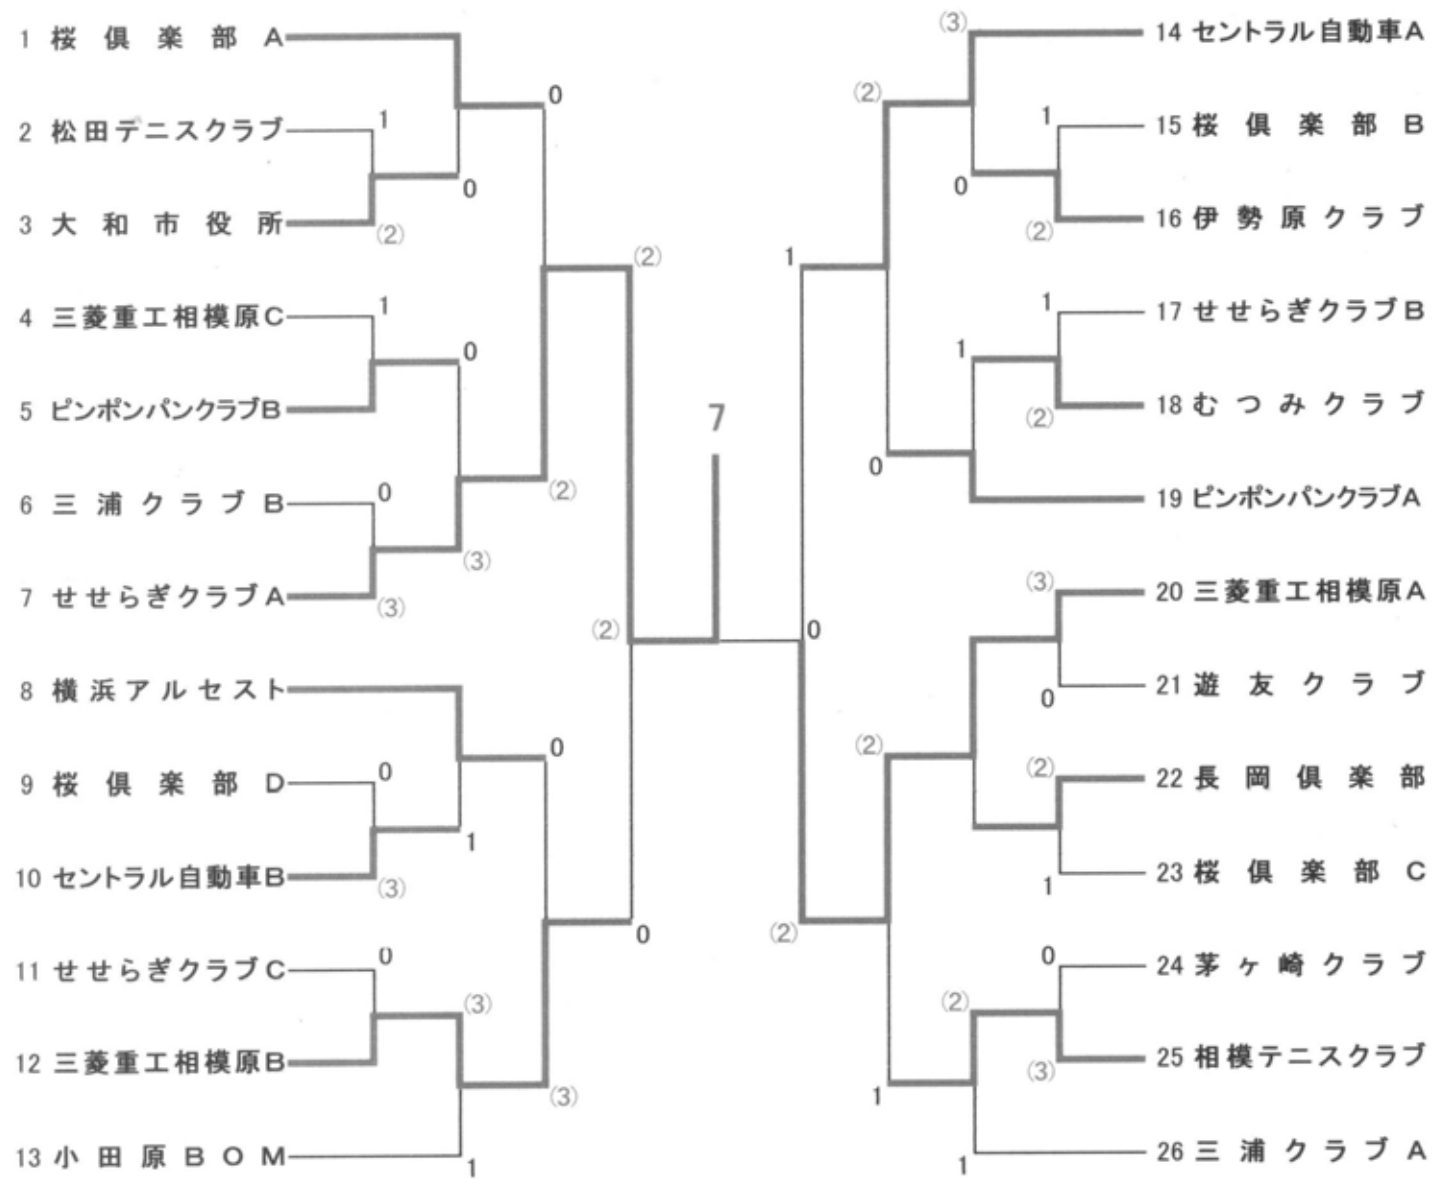 1 桜倶楽部A
2 松田テニスクラブ
3 大和市役所
4 三菱重工相模原C
5 ピンポンパンクラブB
6 三浦クラブB
7 せせらぎクラブA
8 横浜アルセスト
9 桜倶楽部D
10 セントラル自動車B
11 せせらぎクラブC
12 三菱重工相模原B
13 小田原BOM
1
(2)
1
0
(3)
0
(3)
0
0
0
(3)
1
(3)
1
0
(2)
0
(3)
(2)
0
(2)
7
0
1
(2)
(2)
0
(2)
1
(3)
0
1
(2)
1
1
(2)
1
(2)
(3)
0
(2)
1
0
(3)
14 セントラル自動車A
15 桜倶楽部B
16 伊勢原クラブ
17 せせらぎクラブB
18 むつみクラブ
19 ピンポンパンクラブA
20 三菱重工相模原A
21 遊友クラブ
22 長岡倶楽部
23 桜倶楽部C
24 茅ヶ崎クラブ
25 相模テニスクラブ
26 三浦クラブA